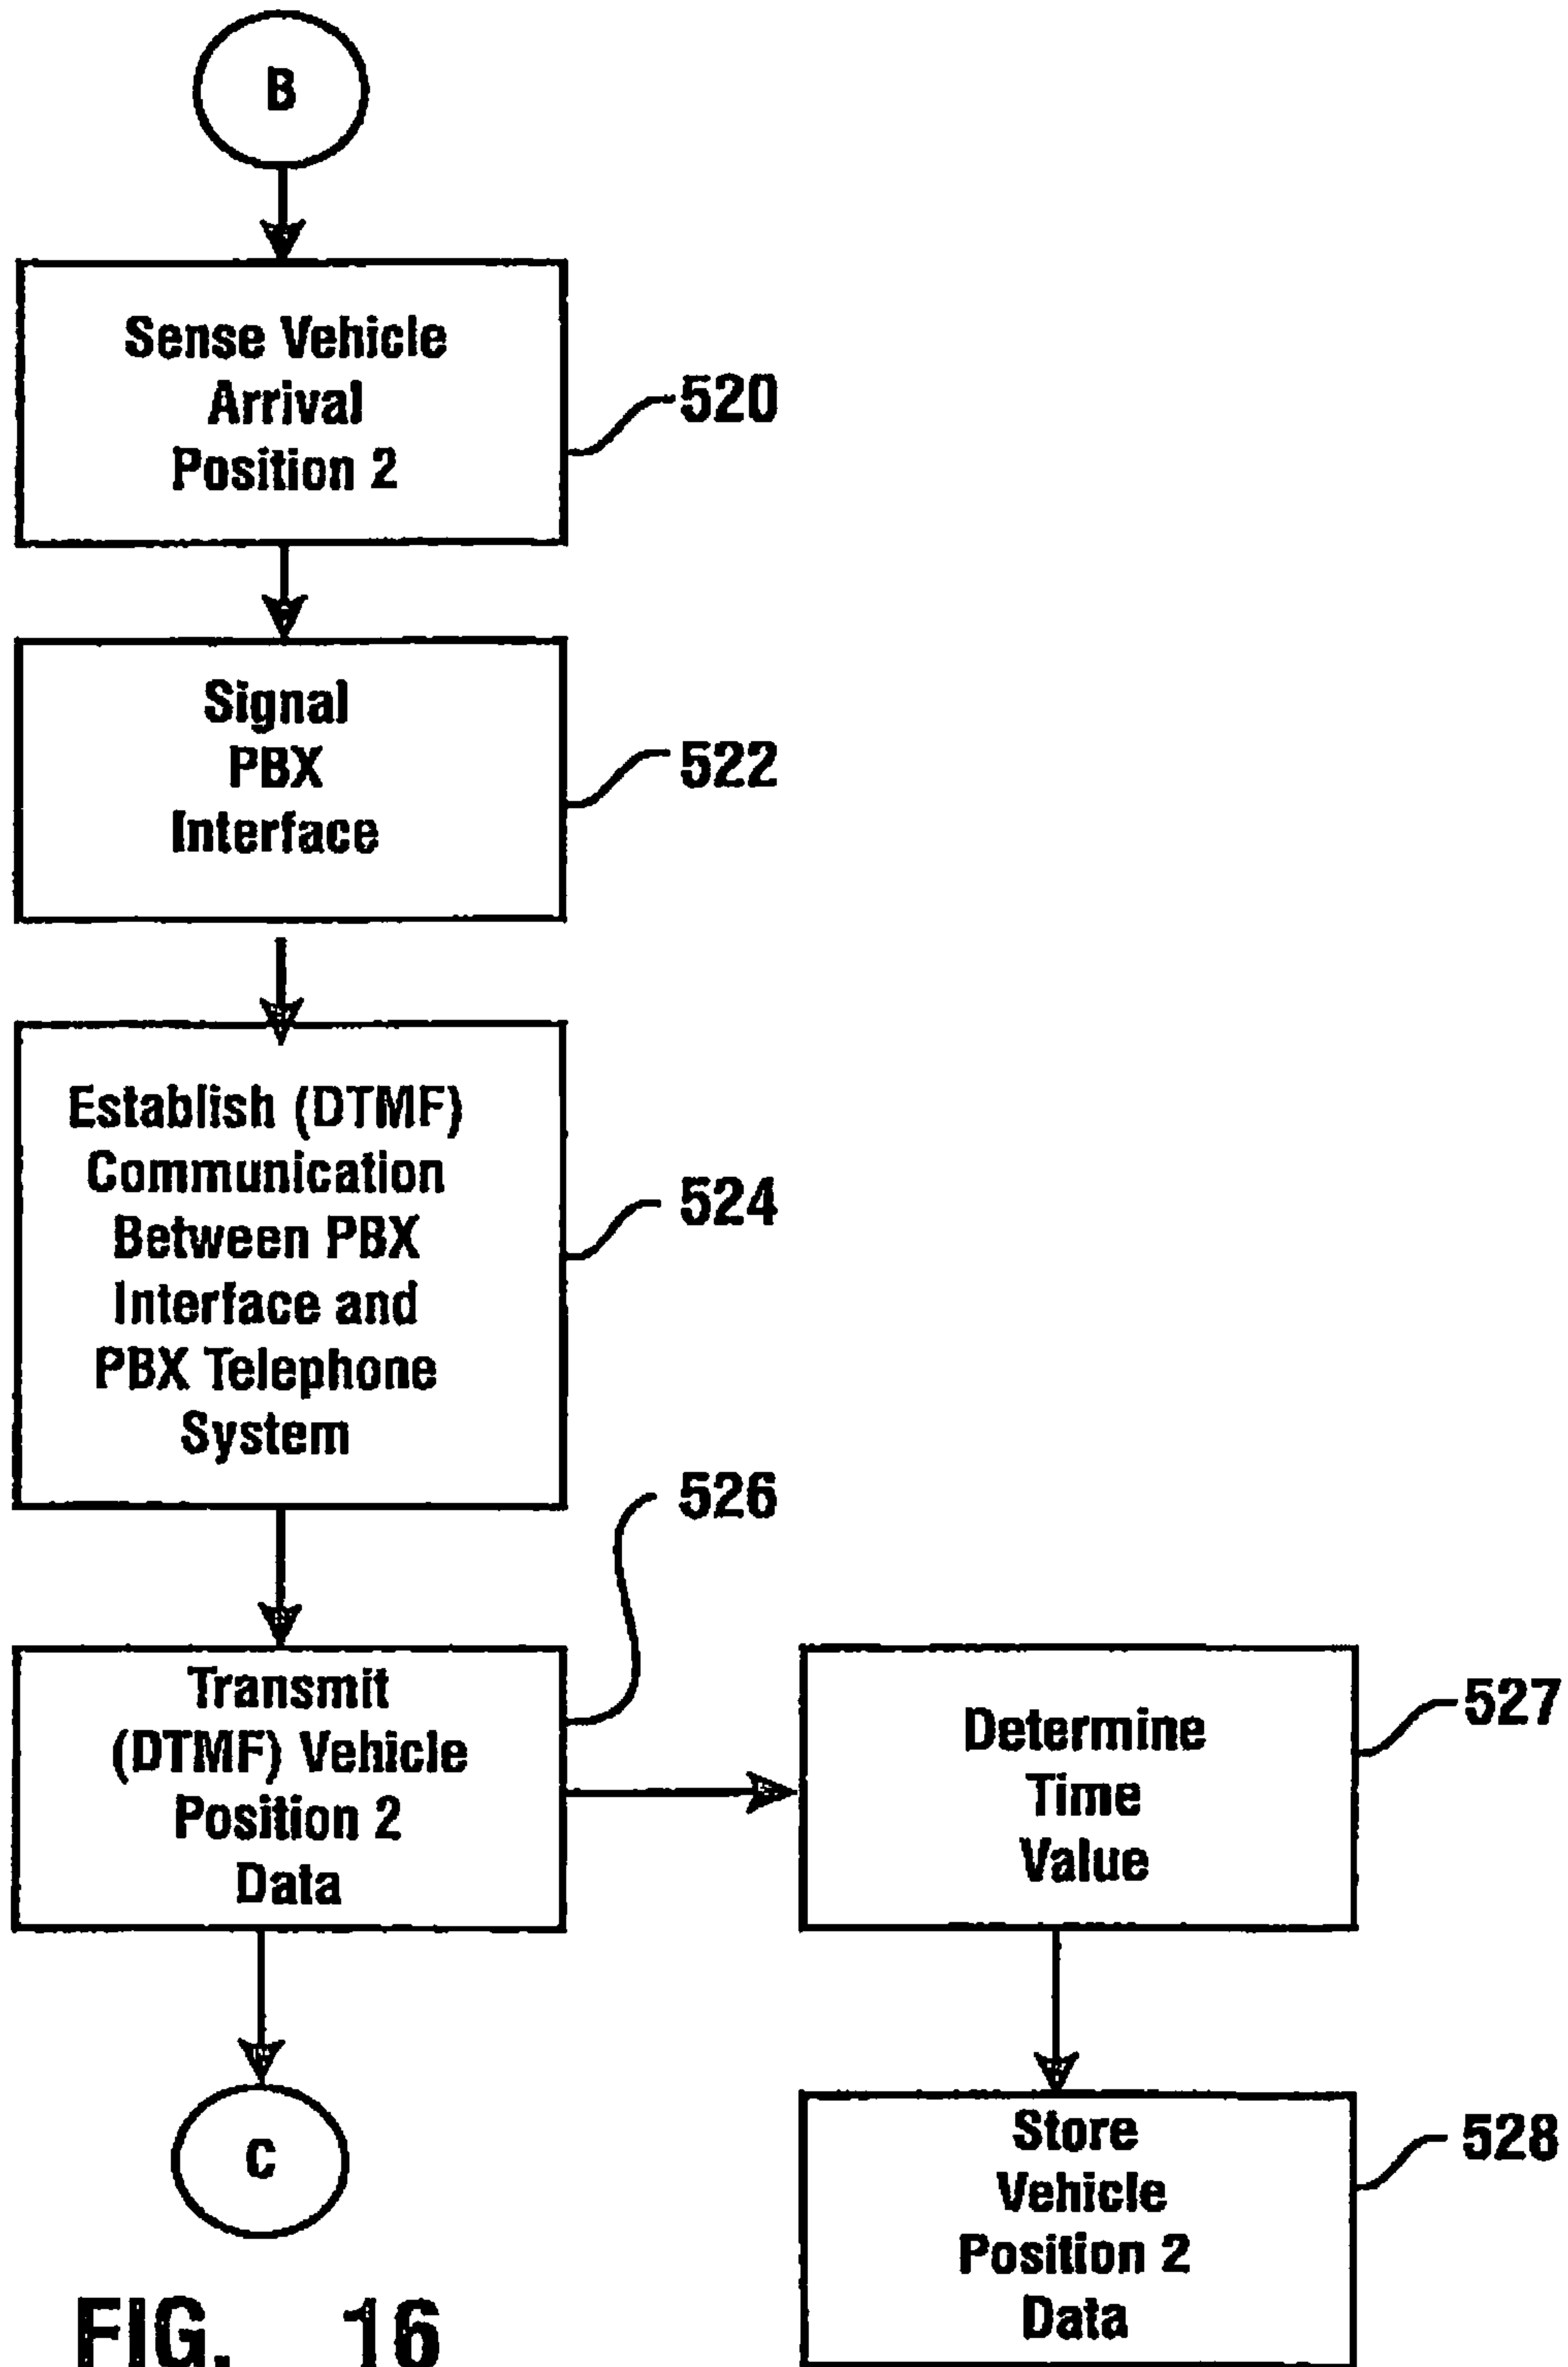 B
Sense Vehicle
Arrival
Position 2
520
Signal
PBX
Interface
522
Establish (DTMF)
Communication
Between PBX
Interface and
PBX Telephone
System
524
526
Transmit
(DTMF) Vehicle
Position 2
Data
Determine
Time
Value
527
C
Store
Vehicle
Position 2
Data
528
FIG. 16